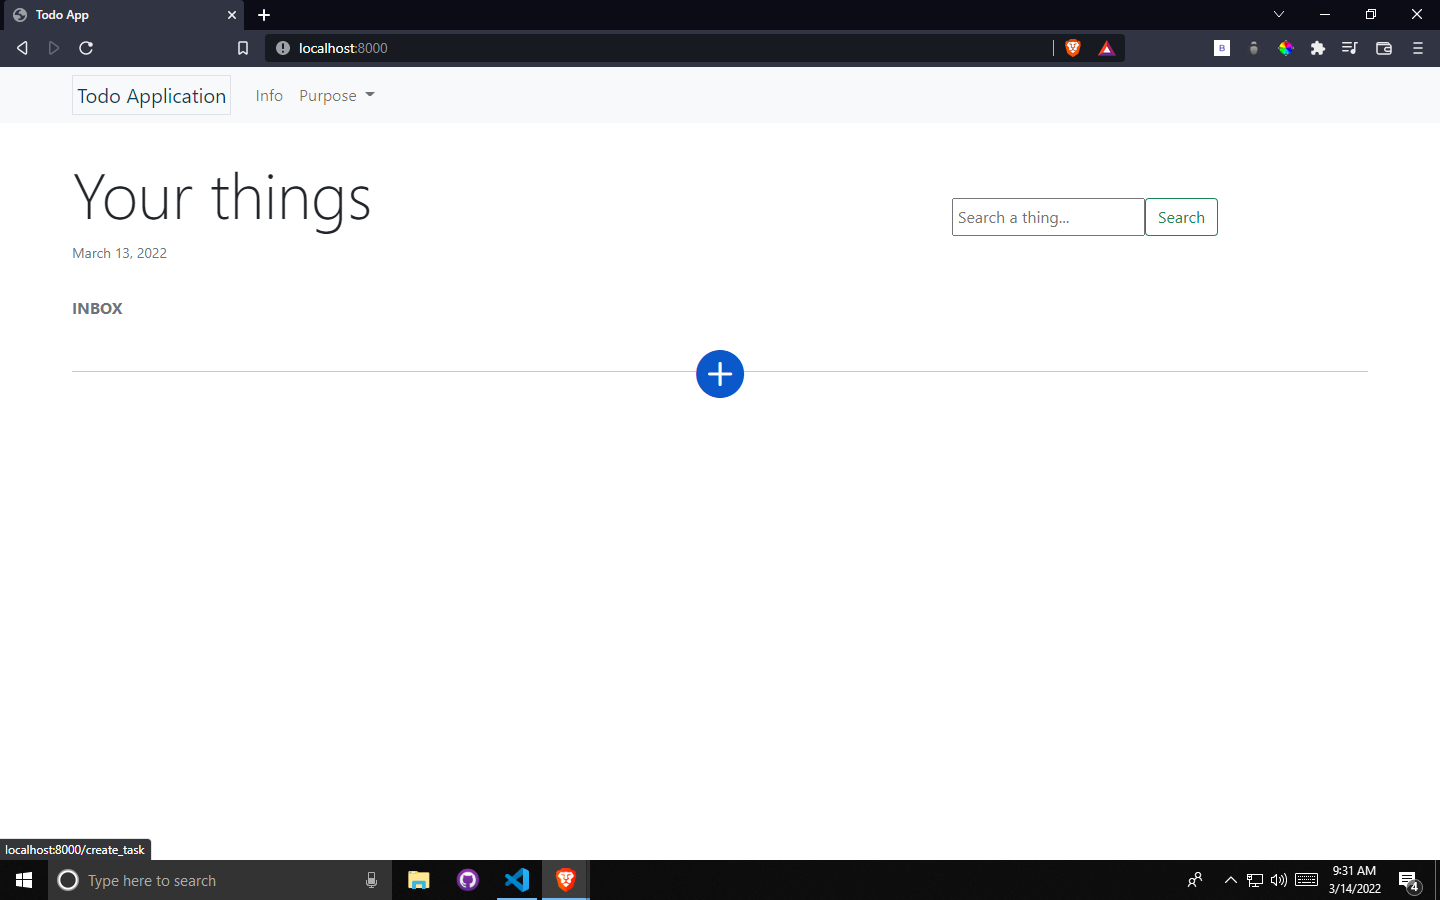 Todo App
localhost:8000
B
Todo Application
Info
Purpose
Your things
March 13, 2022
Search a thing...
Search
INBOX
localhost:8000/create_task
Type here to search
9:31 AM
3/14/2022
4